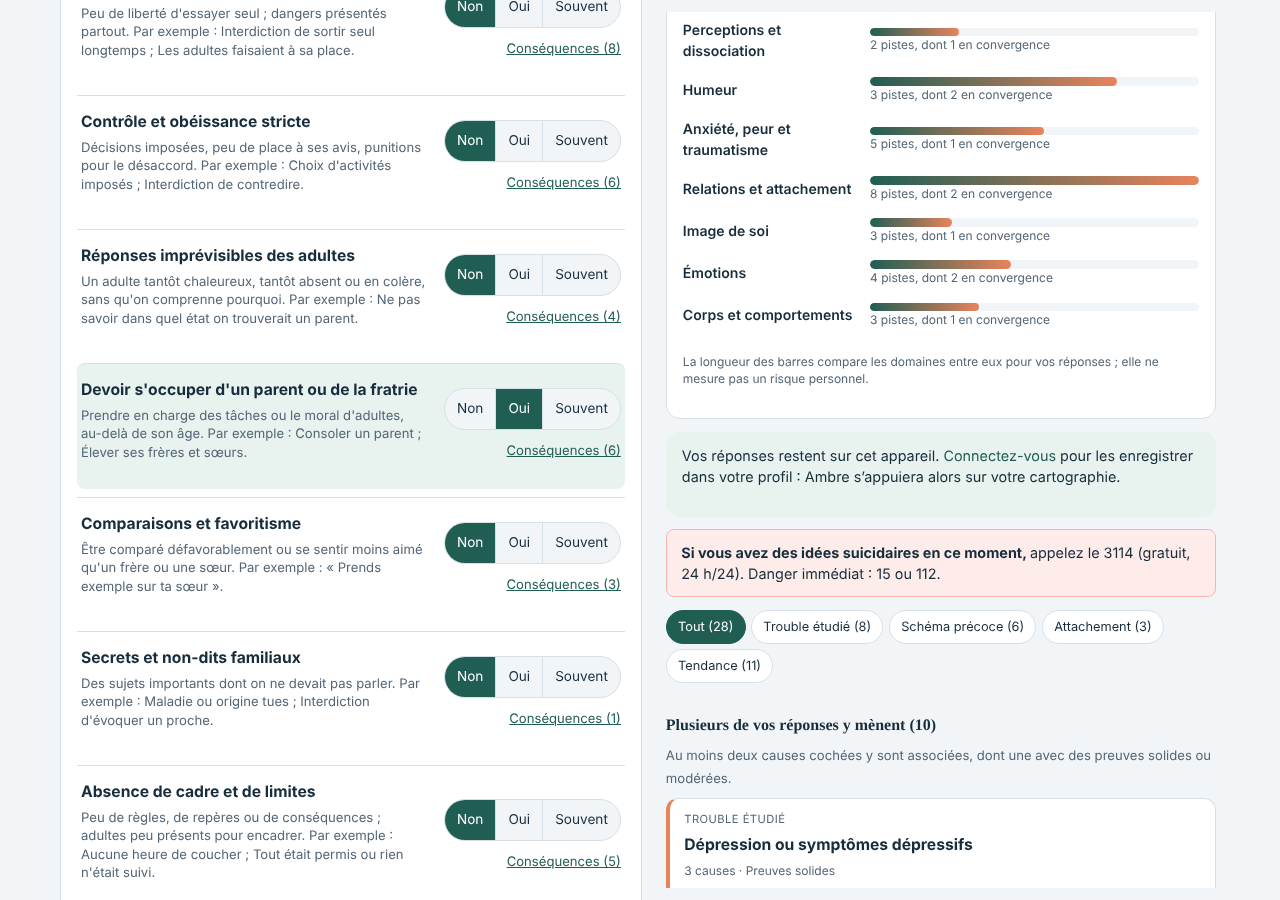 Peu de liberté d'essayer seul ; dangers présentés
partout. Par exemple : Interdiction de sortir seul
longtemps ; Les adultes faisaient à sa place.
Non
Oui
Souvent
Conséquences (8)
Contrôle et obéissance stricte
Décisions imposées, peu de place à ses avis, punitions
pour le désaccord. Par exemple : Choix d'activités
imposés ; Interdiction de contredire.
Non
Oui
Souvent
Conséquences (6)
Réponses imprévisibles des adultes
Un adulte tantôt chaleureux, tantôt absent ou en colère,
sans qu'on comprenne pourquoi. Par exemple : Ne pas
savoir dans quel état on trouverait un parent.
Non
Oui
Souvent
Conséquences (4)
Devoir s'occuper d'un parent ou de la fratrie
Prendre en charge des tâches ou le moral d'adultes,
au-delà de son âge. Par exemple : Consoler un parent ;
Élever ses frères et sœurs.
Non
Oui
Souvent
Conséquences (6)
Comparaisons et favoritisme
Être comparé défavorablement ou se sentir moins aimé
qu'un frère ou une sœur. Par exemple : « Prends
exemple sur ta sœur ».
Non
Oui
Souvent
Conséquences (3)
Secrets et non-dits familiaux
Des sujets importants dont on ne devait pas parler. Par
exemple : Maladie ou origine tues ; Interdiction
d'évoquer un proche.
Non
Oui
Souvent
Conséquences (1)
Absence de cadre et de limites
Peu de règles, de repères ou de conséquences ;
adultes peu présents pour encadrer. Par exemple :
Aucune heure de coucher ; Tout était permis ou rien
n'était suivi.
Non
Oui
Souvent
Conséquences (5)
Perceptions et
dissociation
2 pistes, dont 1 en convergence
Humeur
3 pistes, dont 2 en convergence
Anxiété, peur et
traumatisme
5 pistes, dont 1 en convergence
Relations et attachement
8 pistes, dont 2 en convergence
Image de soi
3 pistes, dont 1 en convergence
Émotions
4 pistes, dont 2 en convergence
Corps et comportements
3 pistes, dont 1 en convergence
La longueur des barres compare les domaines entre eux pour vos réponses ; elle ne
mesure pas un risque personnel.
Vos réponses restent sur cet appareil. Connectez-vous pour les enregistrer
dans votre profil : Ambre s’appuiera alors sur votre cartographie.
Si vous avez des idées suicidaires en ce moment, appelez le 3114 (gratuit,
24 h/24). Danger immédiat : 15 ou 112.
Tout (28)
Trouble étudié (8)
Schéma précoce (6)
Attachement (3)
Tendance (11)
Plusieurs de vos réponses y mènent (10)
Au moins deux causes cochées y sont associées, dont une avec des preuves solides ou
modérées.
TROUBLE ÉTUDIÉ
Dépression ou symptômes dépressifs
3 causes · Preuves solides